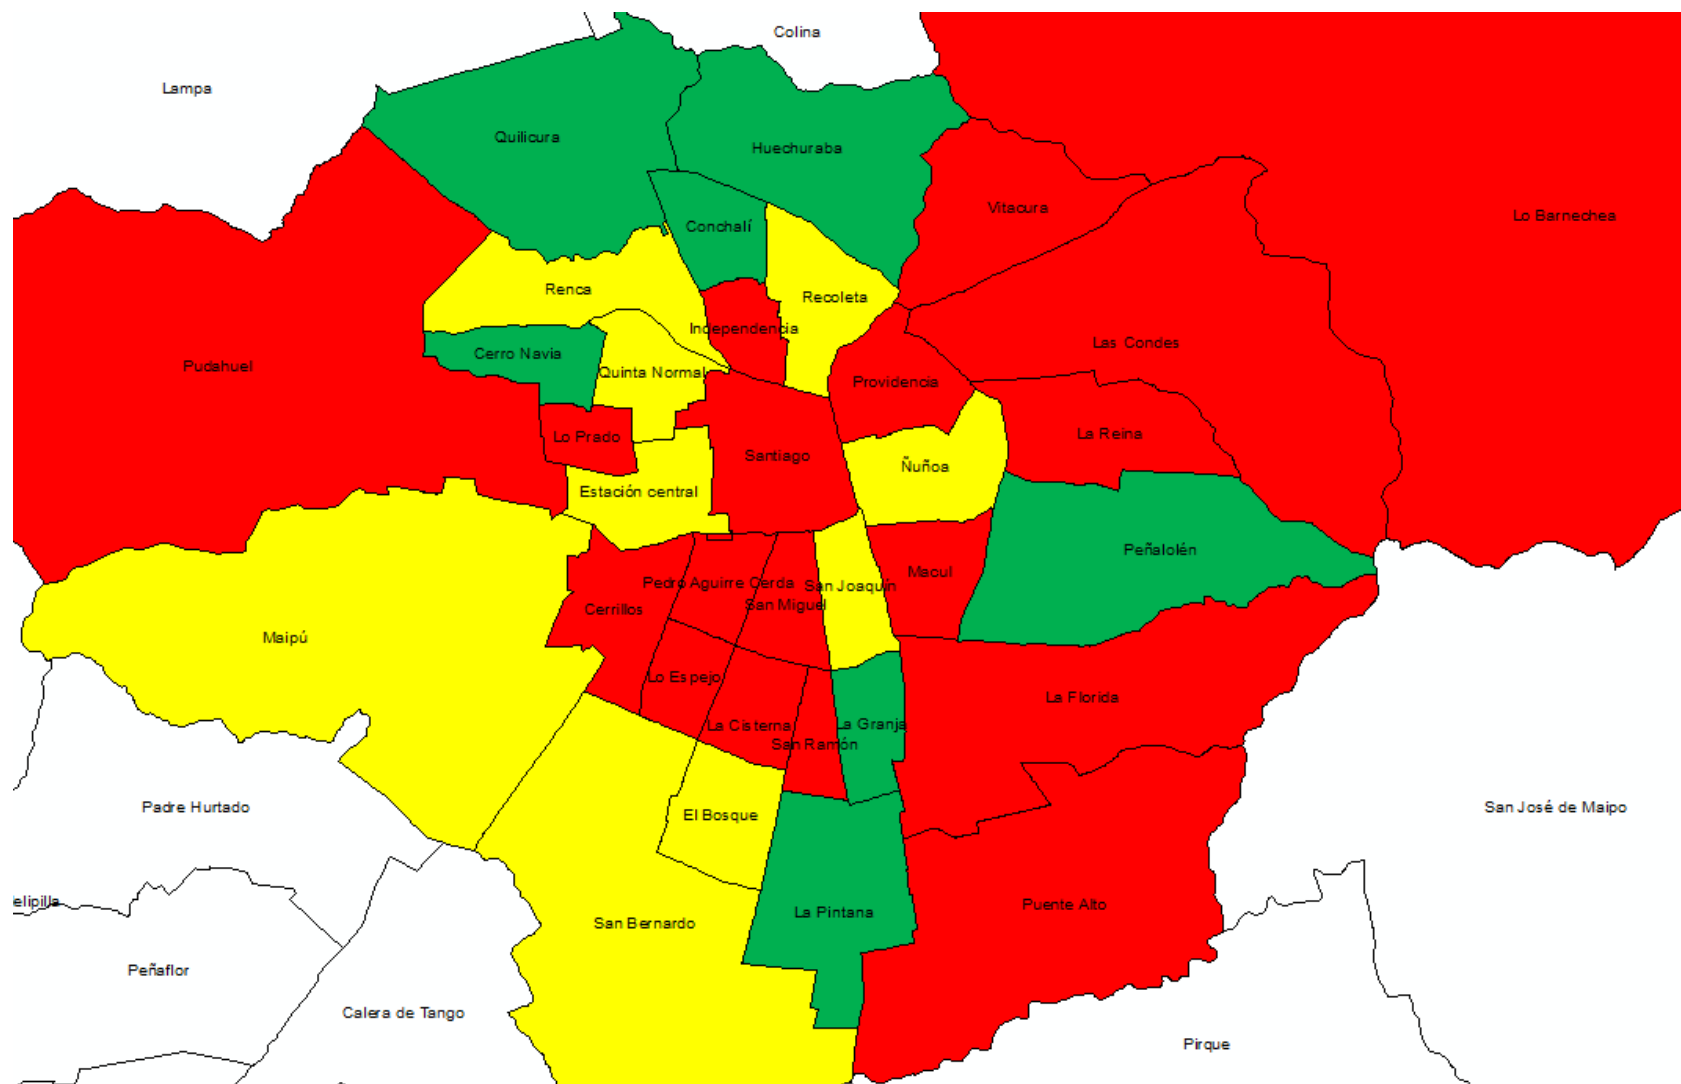 Colina
Lampa
Quilicura
Huechuraba
Vitacura
Lo Barnechea
Conchalí
Renca
Recoleta
Independencia
Las Condes
Cerro Navia
Pudahuel
Quinta Normal
Providencia
Lo Prado
La Reina
Santiago
Ñuñoa
Estación central
Peñalolén
Macul
Pedro Aguirre Cerda
San Joaquín
San Miguel
Cerrillos
Maipú
Lo Espejo
La Florida
La Cisterna
La Granja
San Ramón
Padre Hurtado
San José de Maipo
El Bosque
elipilla
Puente Alto
La Pintana
San Bernardo
Peñaflor
Calera de Tango
Pirque